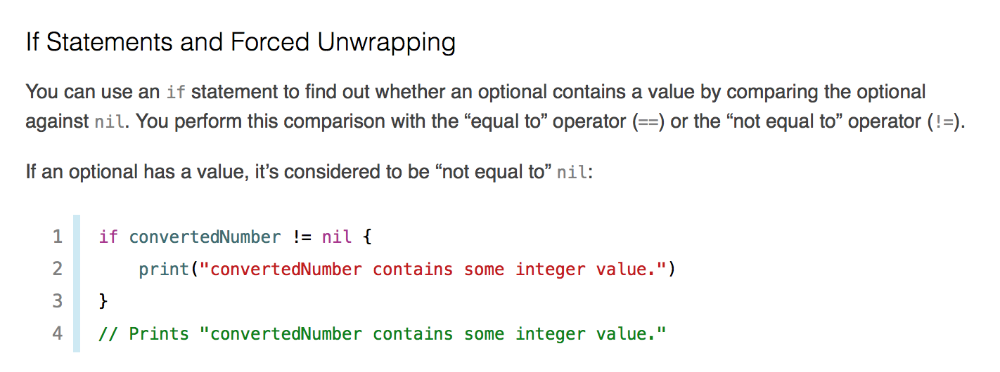 If Statements and Forced Unwrapping
You can use an if statement to find out whether an optional contains a value by comparing the optional
against nil. You perform this comparison with the “equal to” operator (==) or the “not equal to” operator (!=).
If an optional has a value, it’s considered to be “not equal to” nil:
1 if convertedNumber != nil {
2     print("convertedNumber contains some integer value.")
3 }
4 // Prints "convertedNumber contains some integer value."